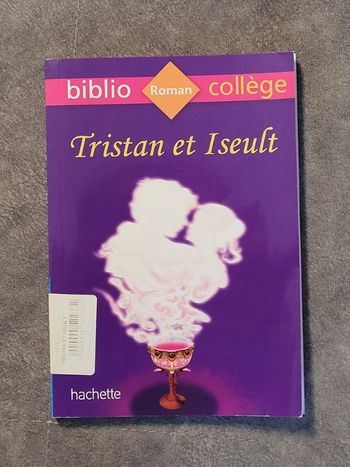 biblio Roman collège
Tristan et Iseult
hachette